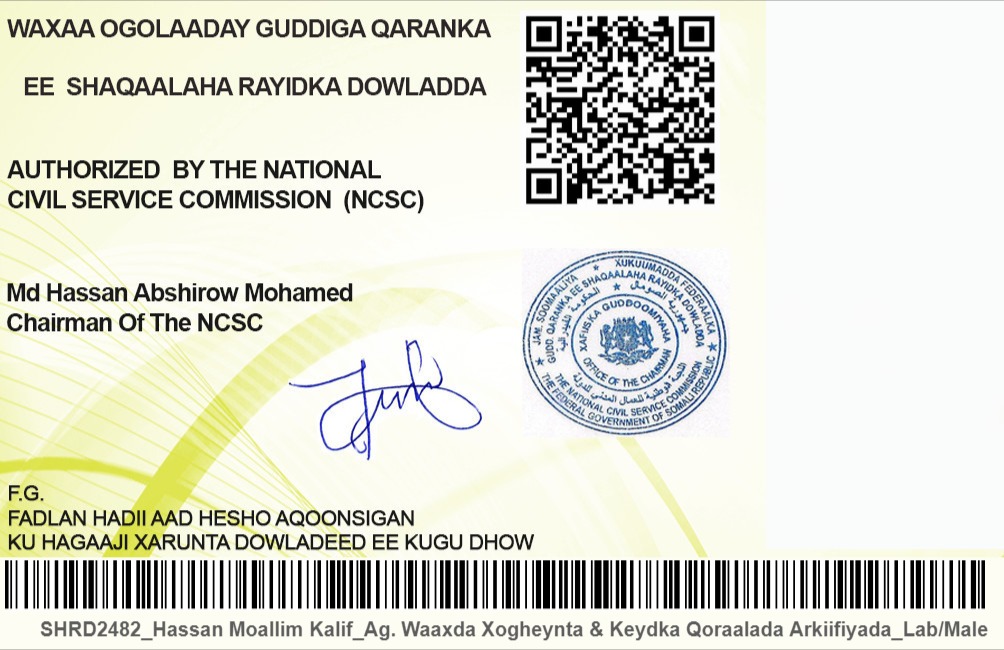 WAXAA OGOLAADAY GUDDIGA QARANKA
EE SHAQAALAHA RAYIDKA DOWLADDA
AUTHORIZED BY THE NATIONAL
CIVIL SERVICE COMMISSION (NCSC)
Md Hassan Abshirow Mohamed
Chairman Of The NCSC
JAM. SOOMAALIYA ★ XUKUUMADDA FEDERAALKA
GUDD. QARANKA EE SHAQAALAHA RAYIDKA DOWLADDA
XAFIISKA GUDDOOMIYAHA
OFFICE OF THE CHAIRMAN
THE NATIONAL CIVIL SERVICE COMMISSION
THE FEDERAL GOVERNMENT OF SOMALI REPUBLIC
F.G.
FADLAN HADII AAD HESHO AQOONSIGAN
KU HAGAAJI XARUNTA DOWLADEED EE KUGU DHOW
SHRD2482_Hassan Moallim Kalif_Ag. Waaxda Xogheynta & Keydka Qoraalada Arkiifiyada_Lab/Male